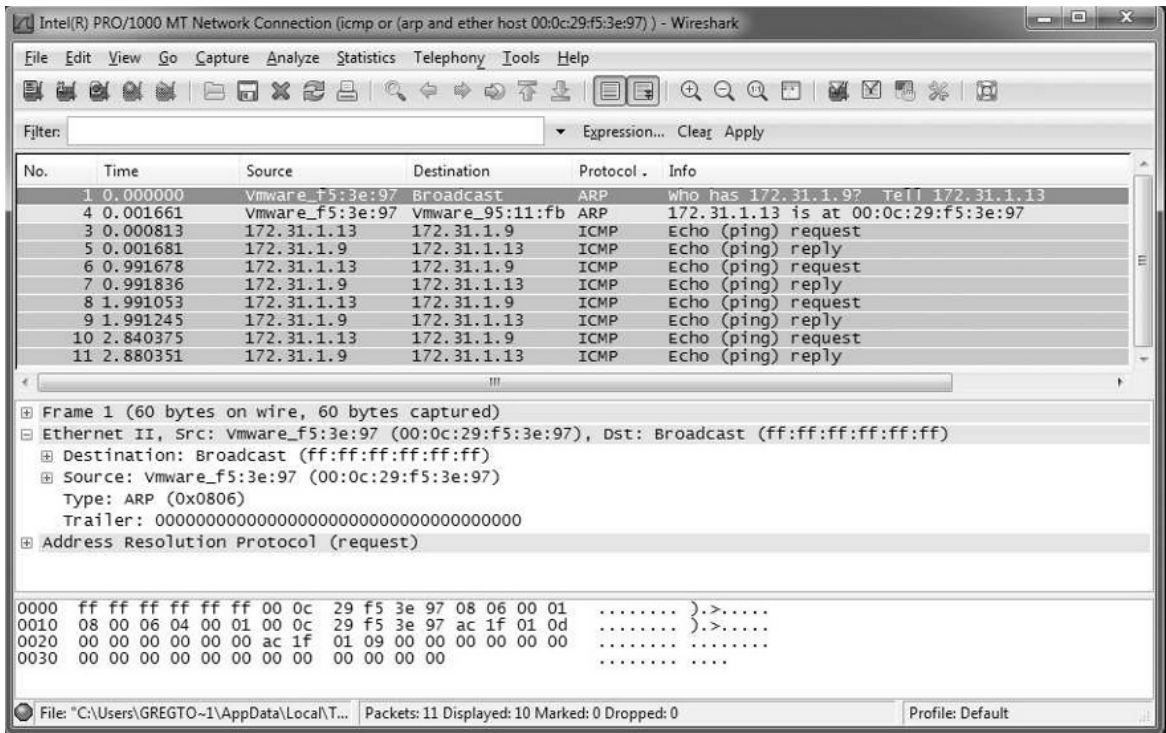 Intel(R) PRO/1000 MT Network Connection (icmp or (arp and ether host 00:0c:29:f5:3e:97) ) - Wireshark
File Edit View Go Capture Analyze Statistics Telephony Tools Help
Filter: Expression... Clear Apply
No. Time Source Destination Protocol . Info
1 0.000000 Vmware_f5:3e:97 Broadcast ARP Who has 172.31.1.9? Tell 172.31.1.13
4 0.001661 Vmware_f5:3e:97 Vmware_95:11:fb ARP 172.31.1.13 is at 00:0c:29:f5:3e:97
3 0.000813 172.31.1.13 172.31.1.9 ICMP Echo (ping) request
5 0.001681 172.31.1.9 172.31.1.13 ICMP Echo (ping) reply
6 0.991678 172.31.1.13 172.31.1.9 ICMP Echo (ping) request
7 0.991836 172.31.1.9 172.31.1.13 ICMP Echo (ping) reply
8 1.991053 172.31.1.13 172.31.1.9 ICMP Echo (ping) request
9 1.991245 172.31.1.9 172.31.1.13 ICMP Echo (ping) reply
10 2.840375 172.31.1.13 172.31.1.9 ICMP Echo (ping) request
11 2.880351 172.31.1.9 172.31.1.13 ICMP Echo (ping) reply
Frame 1 (60 bytes on wire, 60 bytes captured)
Ethernet II, Src: Vmware_f5:3e:97 (00:0c:29:f5:3e:97), Dst: Broadcast (ff:ff:ff:ff:ff:ff)
Destination: Broadcast (ff:ff:ff:ff:ff:ff)
Source: Vmware_f5:3e:97 (00:0c:29:f5:3e:97)
Type: ARP (0x0806)
Trailer: 000000000000000000000000000000000000
Address Resolution Protocol (request)
0000 ff ff ff ff ff ff 00 0c 29 f5 3e 97 08 06 00 01 ........ ).>.....
0010 08 00 06 04 00 01 00 0c 29 f5 3e 97 ac 1f 01 0d ........ ).>.....
0020 00 00 00 00 00 00 ac 1f 01 09 00 00 00 00 00 00 ........ ........
0030 00 00 00 00 00 00 00 00 00 00 00 00 ........ ....
File: "C:\Users\GREGTO~1\AppData\Local\T... Packets: 11 Displayed: 10 Marked: 0 Dropped: 0 Profile: Default